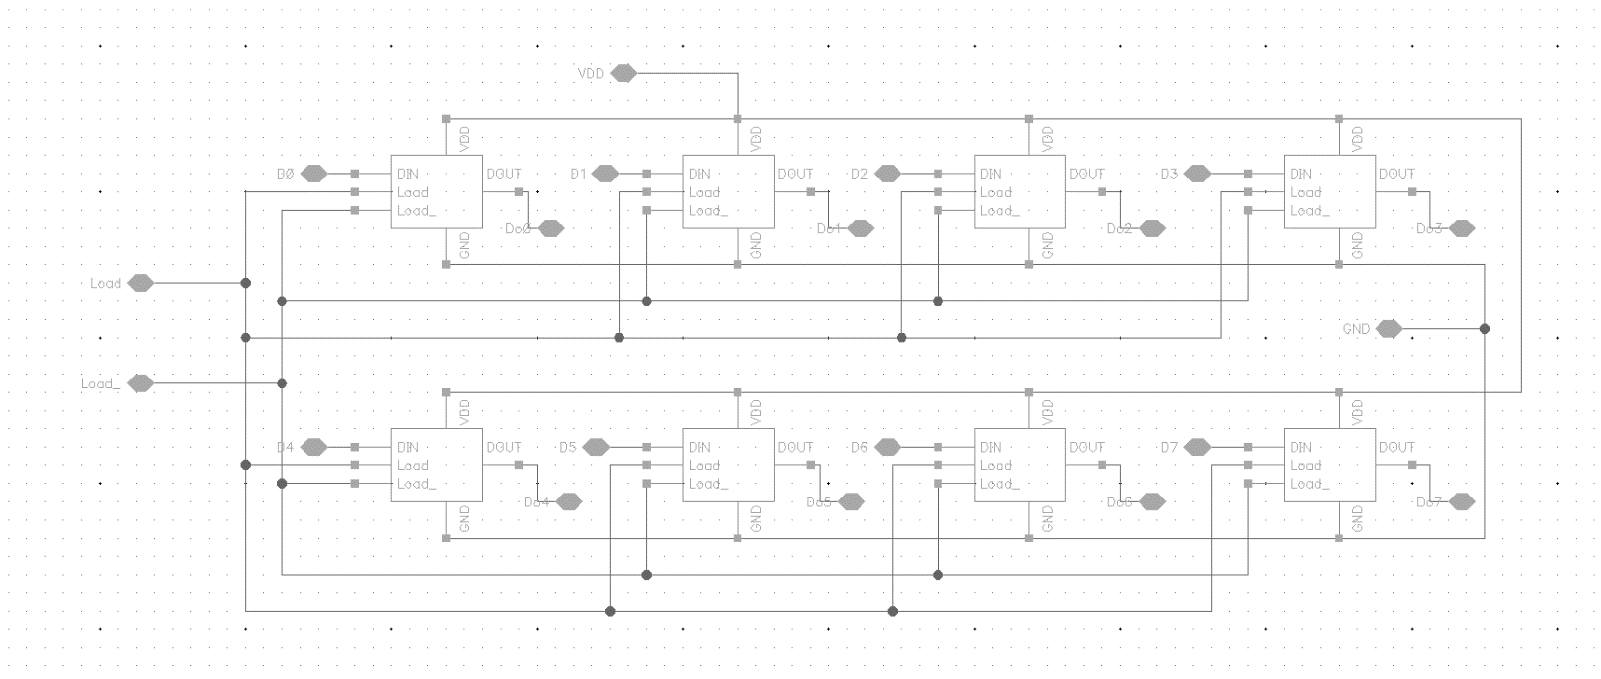 VDD
VDD VDD VDD VDD
D0 DIN DOUT D1 DIN DOUT D2 DIN DOUT D3 DIN DOUT
Load Load Load Load
Load_ Load_ Load_ Load_
Do0 Do1 Do2 Do3
GND GND GND GND
Load
GND
Load_
VDD VDD VDD VDD
D4 DIN DOUT D5 DIN DOUT D6 DIN DOUT D7 DIN DOUT
Load Load Load Load
Load_ Load_ Load_ Load_
Do4 Do5 Do6 Do7
GND GND GND GND